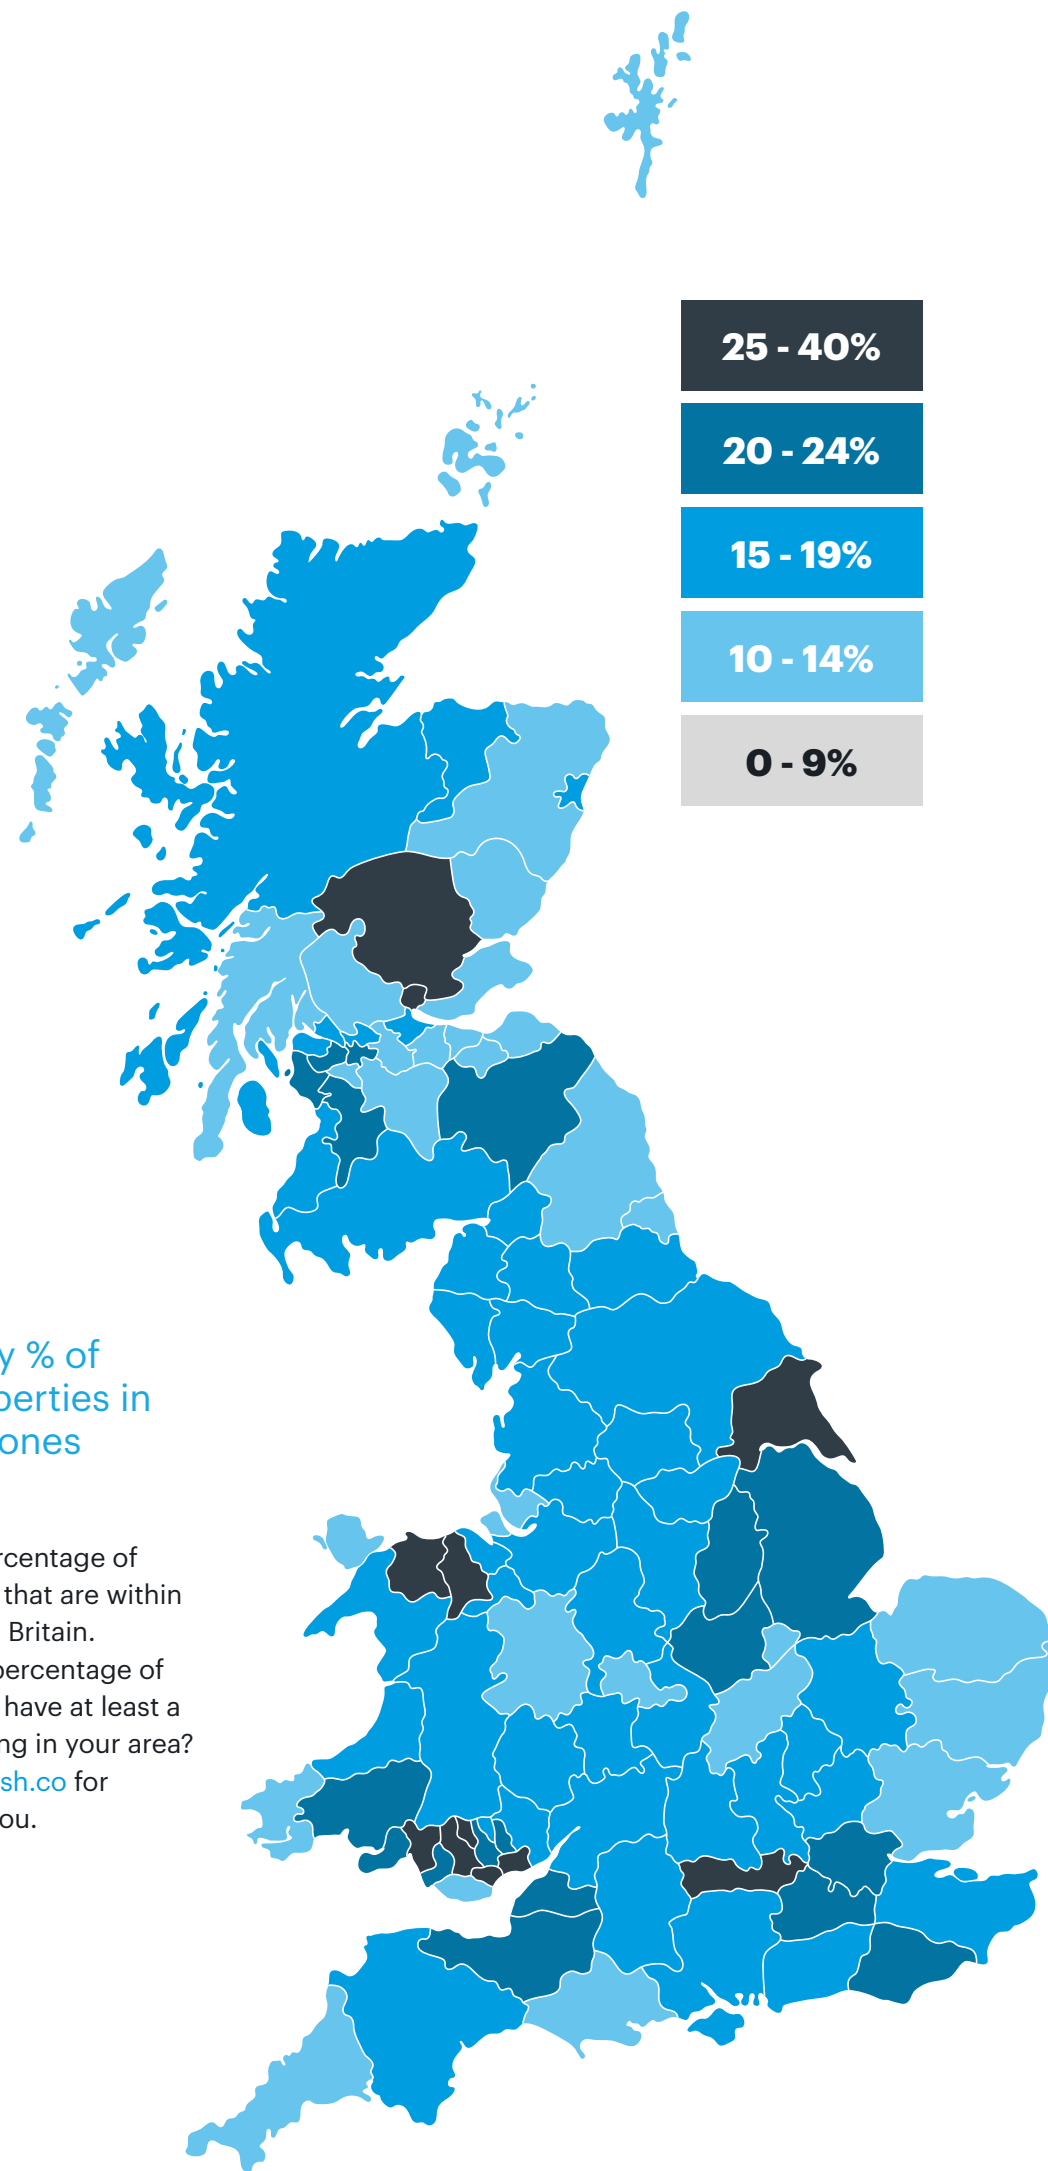 25 - 40%
20 - 24%
15 - 19%
10 - 14%
0 - 9%
y % of
perties in
ones
rcentage of
that are within
Britain.
percentage of
have at least a
ng in your area?
sh.co for
ou.